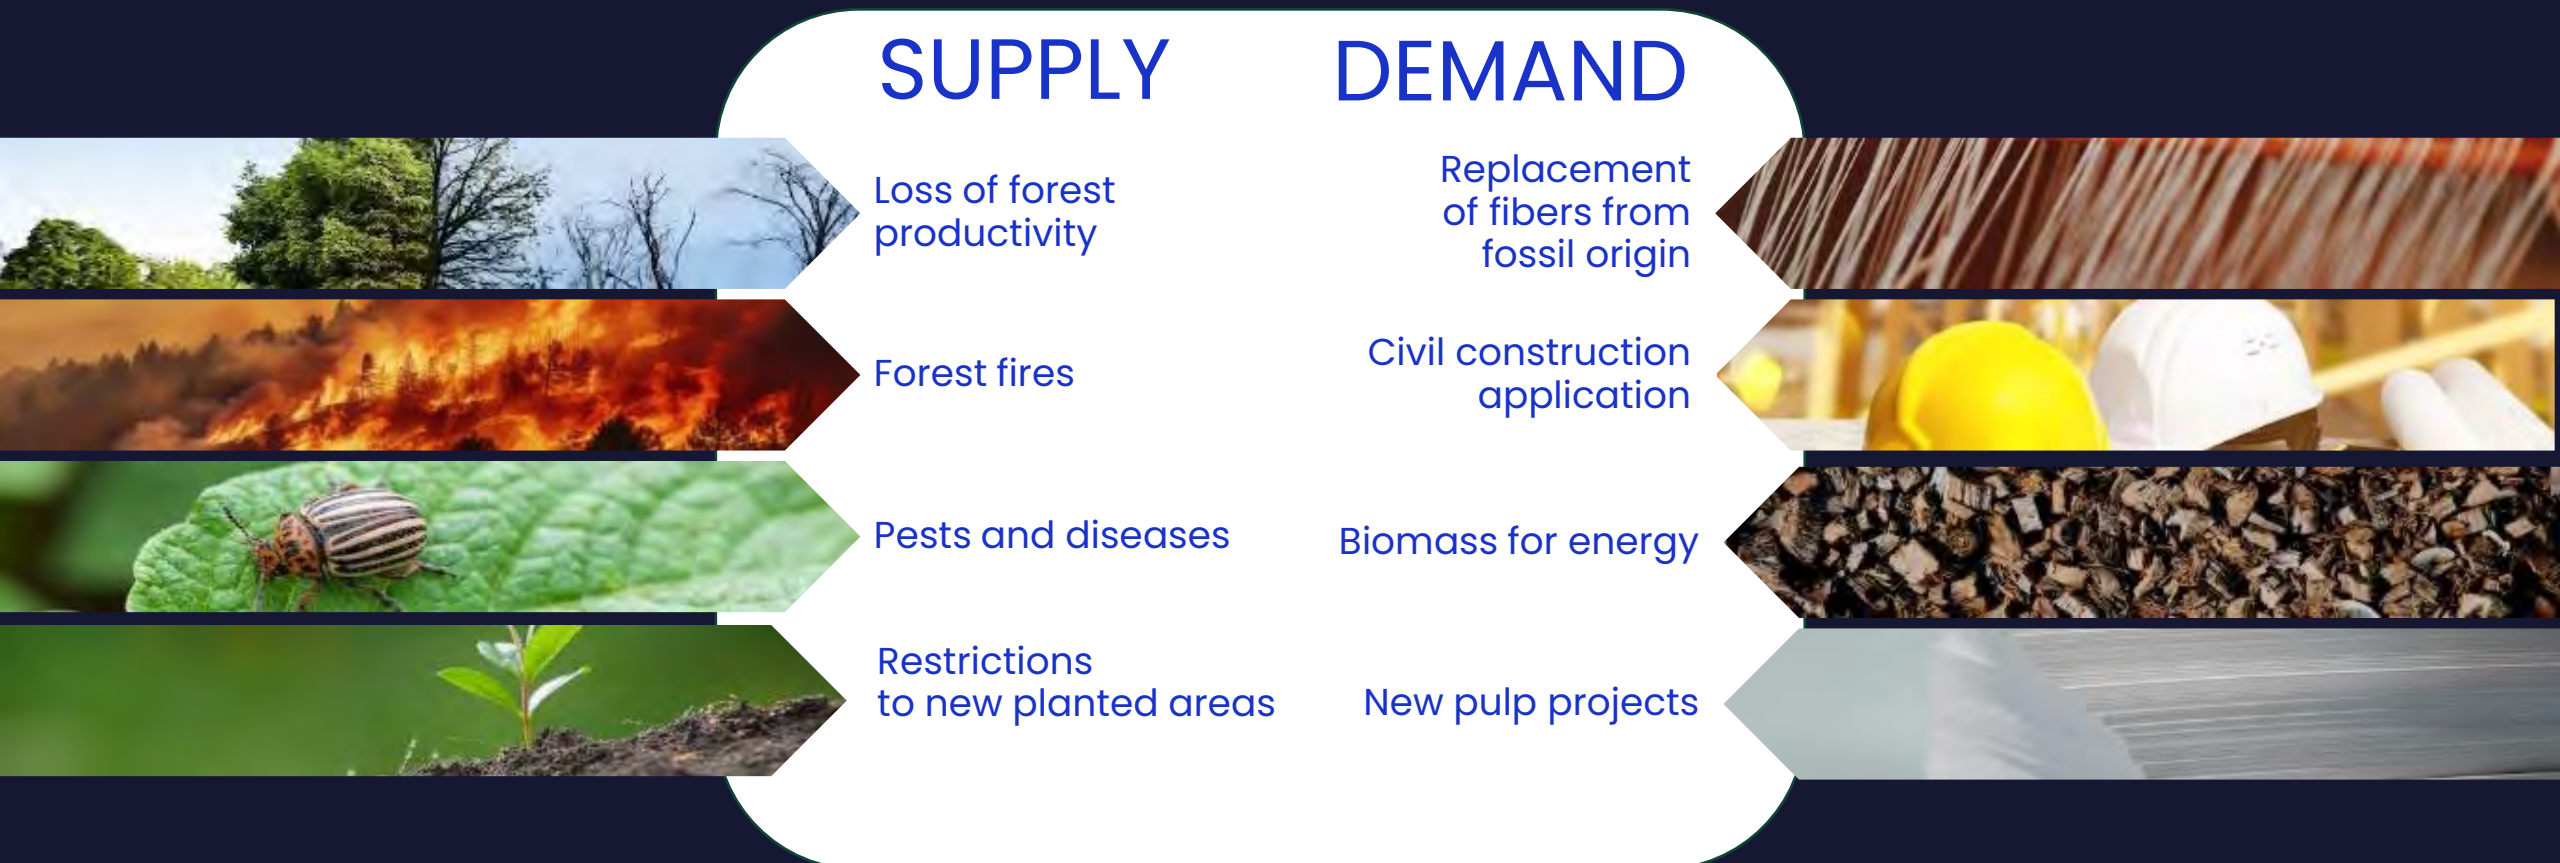 SUPPLY
Loss of forest
productivity
Forest fires
Pests and diseases
Restrictions
to new planted areas
DEMAND
Replacement
of fibers from
fossil origin
Civil construction
application
Biomass for energy
New pulp projects